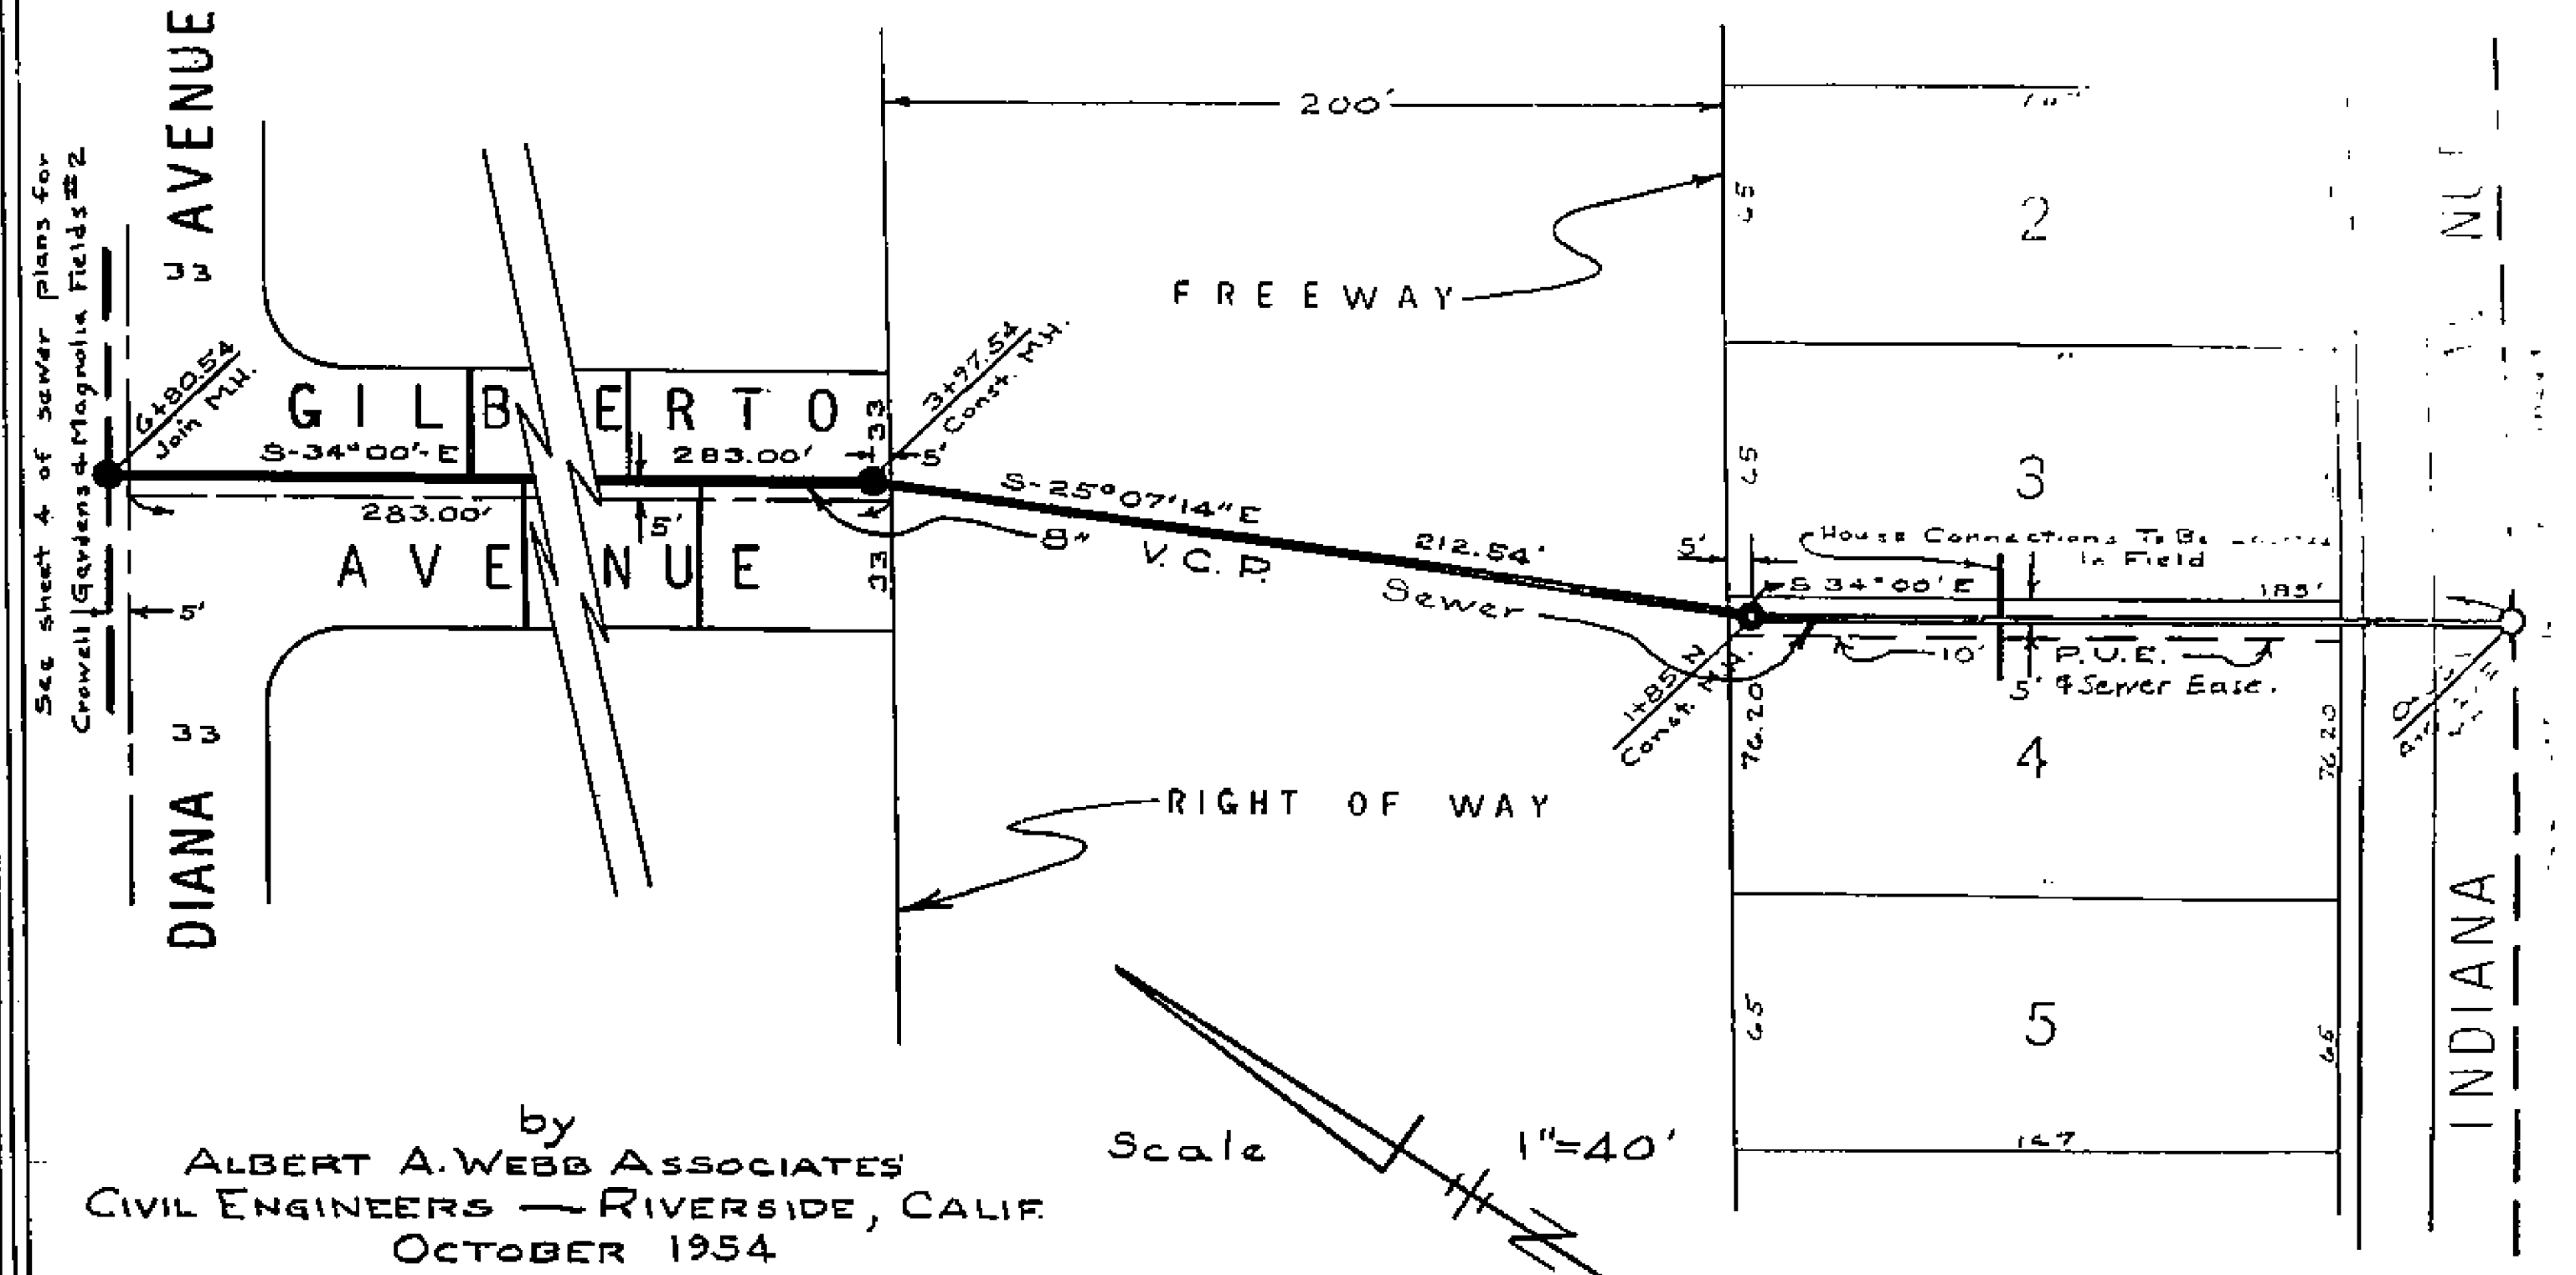 See sheet 4 of sewer plans for
Crowell Gardens & Magnolia Fields #2
DIANA AVENUE
33
33
6+80.54
Join M.H.
5'
GILBERTO
AVENUE
S-34°00'-E
283.00'
283.00'
5'
33
33
5'
3+97.54
Const. M.H.
8"
V.C.P.
Sewer
S-25°07'14"E
212.54'
200'
FREEWAY
RIGHT OF WAY
65
2
65
3
House Connections To Be
In Field
5'
S 34°00'E
185'
10'
P.U.E.
5' & Sewer Ease.
1+85
Const. M.H.
76.20
4
76.20
65
5
65
INDIANA
by
ALBERT A. WEBB ASSOCIATES
CIVIL ENGINEERS — RIVERSIDE, CALIF.
OCTOBER 1954
Scale 1"=40'